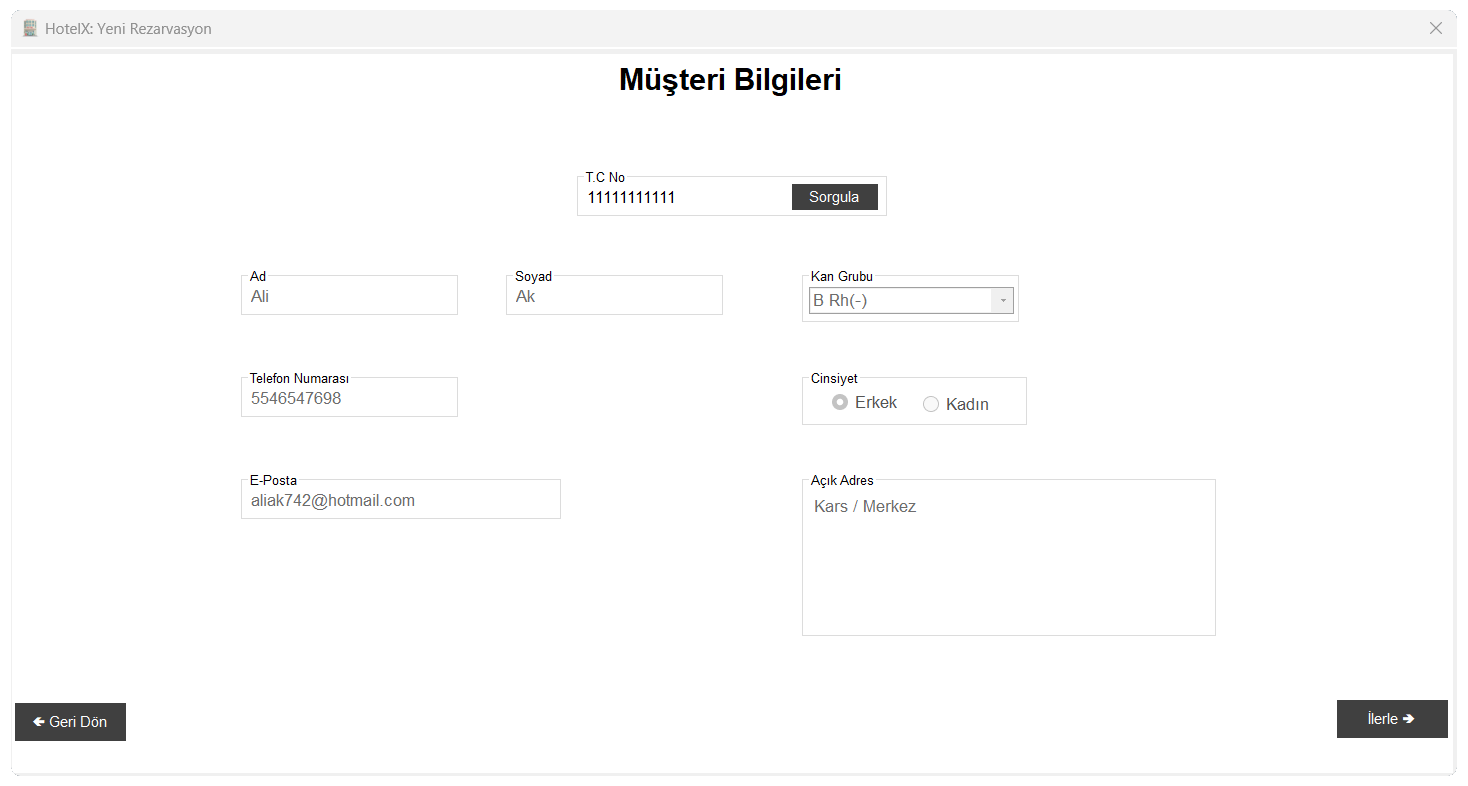 HotelX: Yeni Rezarvasyon
Müşteri Bilgileri
T.C No
11111111111
Sorgula
Ad
Ali
Soyad
Ak
Kan Grubu
B Rh(-)
Telefon Numarası
5546547698
Cinsiyet
Erkek
Kadın
E-Posta
aliak742@hotmail.com
Açık Adres
Kars / Merkez
🡸 Geri Dön
İlerle 🡺